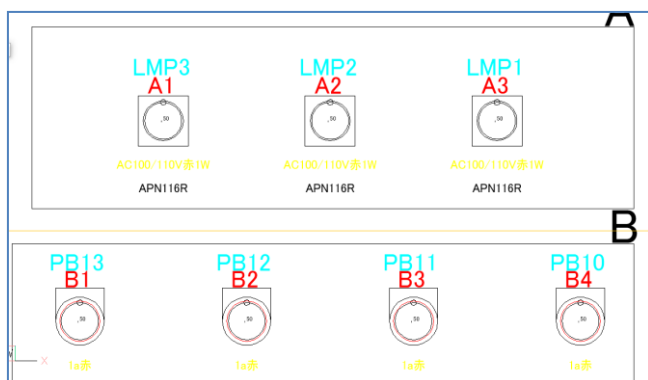 A
LMP3 LMP2 LMP1
A1 A2 A3
.50 .50 .50
AC100/110V赤1W AC100/110V赤1W AC100/110V赤1W
APN116R APN116R APN116R
B
PB13 PB12 PB11 PB10
B1 B2 B3 B4
.50 .50 .50 .50
1a赤 1a赤 1a赤 1a赤
X